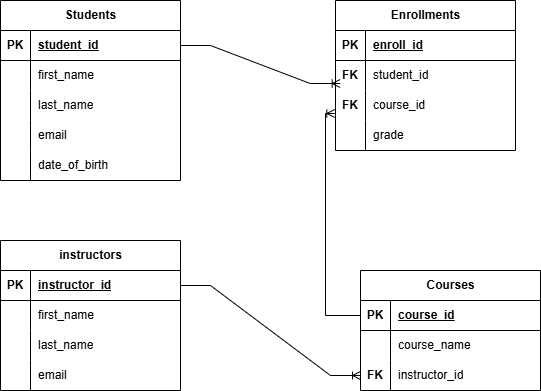 Students
PK student_id
first_name
last_name
email
date_of_birth
Enrollments
PK enroll_id
FK student_id
FK course_id
grade
instructors
PK instructor_id
first_name
last_name
email
Courses
PK course_id
course_name
FK instructor_id